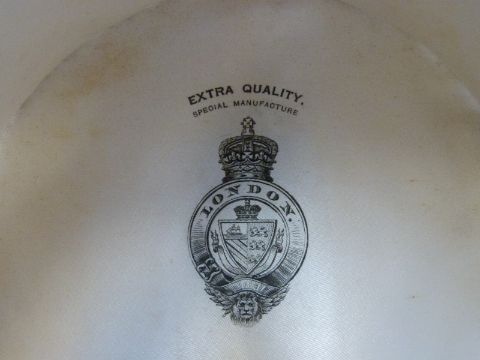 EXTRA QUALITY.
SPECIAL MANUFACTURE
LONDON.